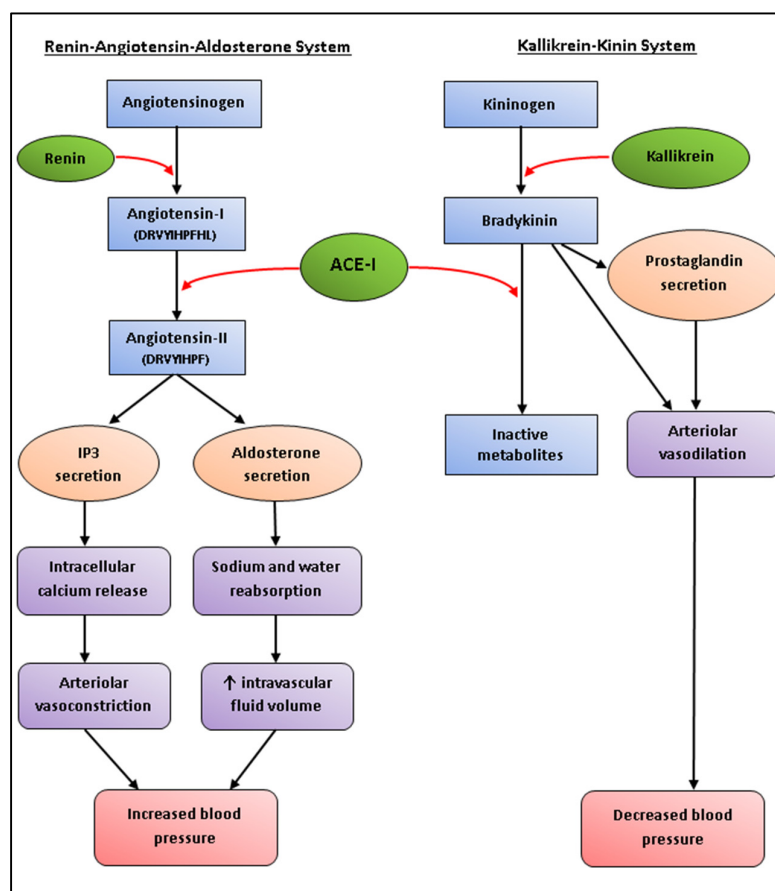 Renin-Angiotensin-Aldosterone System
Kallikrein-Kinin System
Angiotensinogen
Kininogen
Renin
Kallikrein
Angiotensin-I
(DRVYIHPFHL)
Bradykinin
ACE-I
Prostaglandin
secretion
Angiotensin-II
(DRVYIHPF)
IP3
secretion
Aldosterone
secretion
Inactive
metabolites
Arteriolar
vasodilation
Intracellular
calcium release
Sodium and water
reabsorption
Arteriolar
vasoconstriction
↑ intravascular
fluid volume
Increased blood
pressure
Decreased blood
pressure